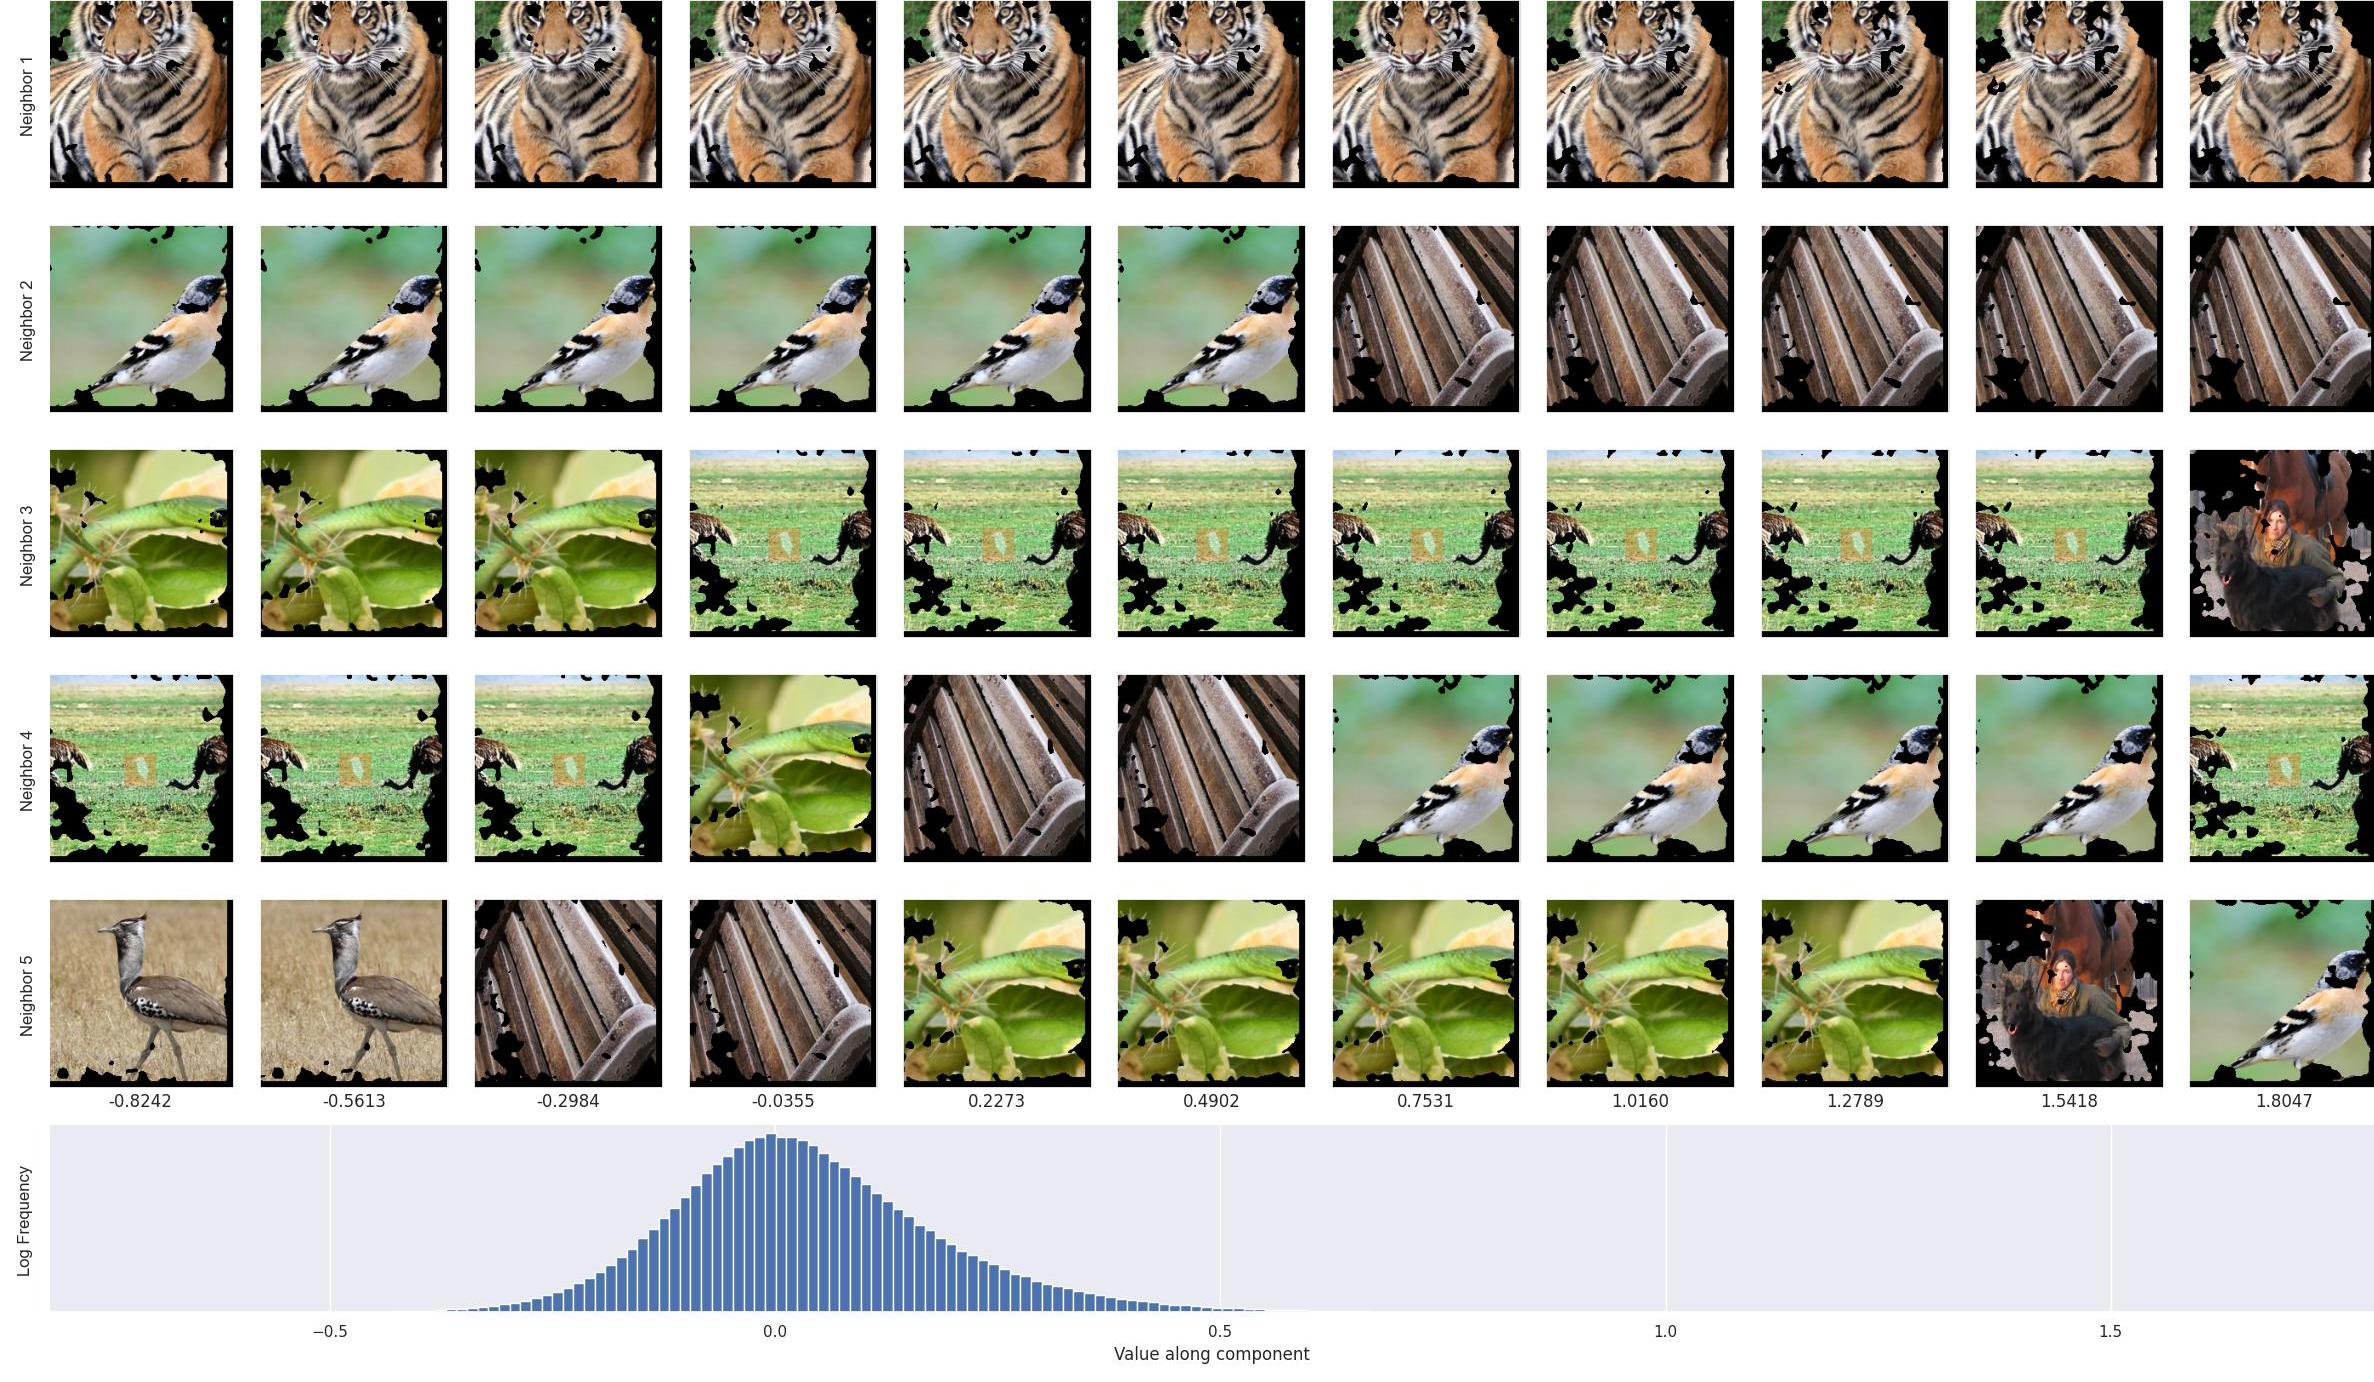 Neighbor 1
Neighbor 2
Neighbor 3
Neighbor 4
Neighbor 5
-0.8242 -0.5613 -0.2984 -0.0355 0.2273 0.4902 0.7531 1.0160 1.2789 1.5418 1.8047
Log Frequency
−0.5 0.0 0.5 1.0 1.5
Value along component